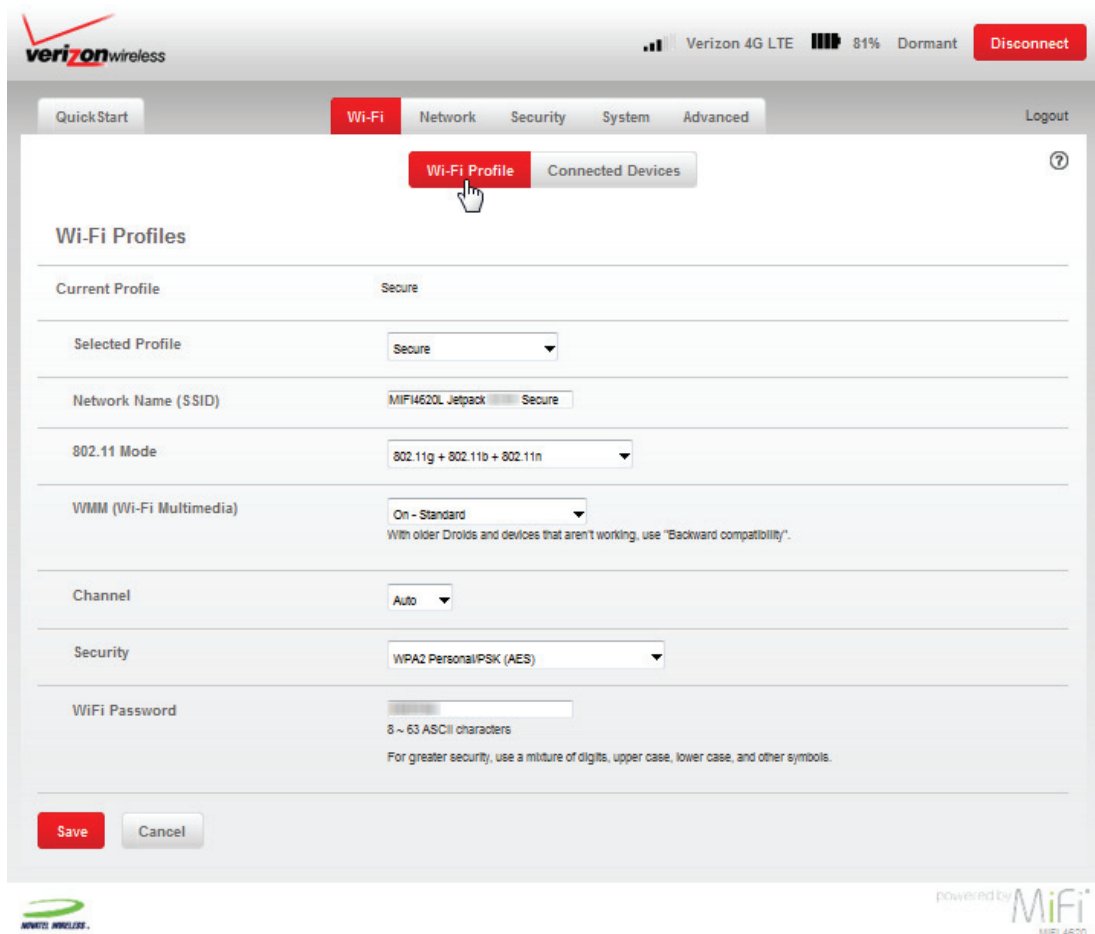 verizonwireless
Verizon 4G LTE 81% Dormant Disconnect
QuickStart Wi-Fi Network Security System Advanced Logout
Wi-Fi Profile Connected Devices ?
Wi-Fi Profiles
Current Profile Secure
Selected Profile Secure
Network Name (SSID) MIFI4620L Jetpack Secure
802.11 Mode 802.11g + 802.11b + 802.11n
WMM (Wi-Fi Multimedia) On - Standard
With older Droids and devices that aren't working, use "Backward compatibility".
Channel Auto
Security WPA2 Personal/PSK (AES)
WiFi Password
8 ~ 63 ASCII characters
For greater security, use a mixture of digits, upper case, lower case, and other symbols.
Save Cancel
NOVATEL WIRELESS.
powered by MiFi
MIFI 4620